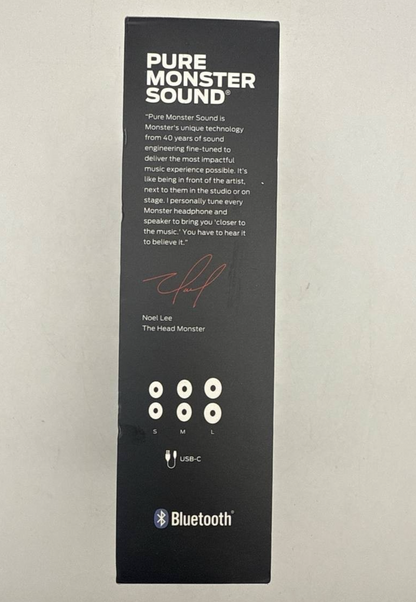 PURE
MONSTER
SOUND®
"Pure Monster Sound is
Monster's unique technology
from 40 years of sound
engineering fine-tuned to
deliver the most impactful
music experience possible. It's
like being in front of the artist,
next to them in the studio or on
stage. I personally tune every
Monster headphone and
speaker to bring you 'closer to
the music.' You have to hear it
to believe it."
Noel Lee
The Head Monster
S M L
USB-C
Bluetooth®